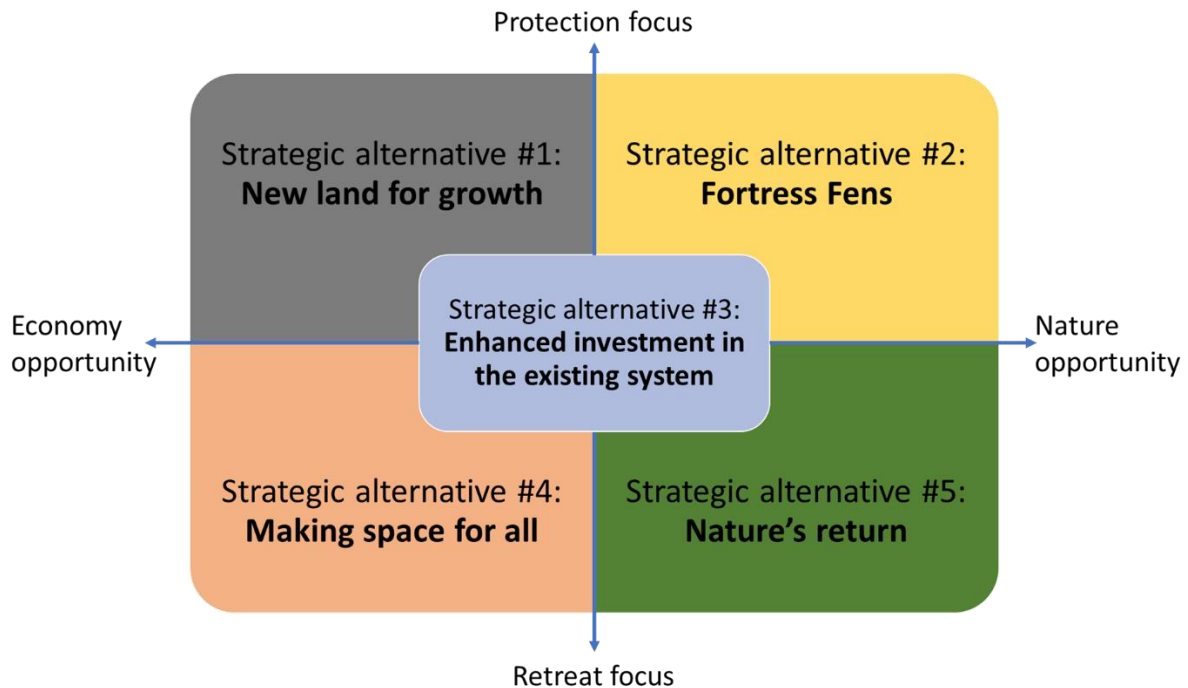 Protection focus
Strategic alternative #1:
New land for growth
Strategic alternative #2:
Fortress Fens
Economy
opportunity
Strategic alternative #3:
Enhanced investment in
the existing system
Nature
opportunity
Strategic alternative #4:
Making space for all
Strategic alternative #5:
Nature’s return
Retreat focus